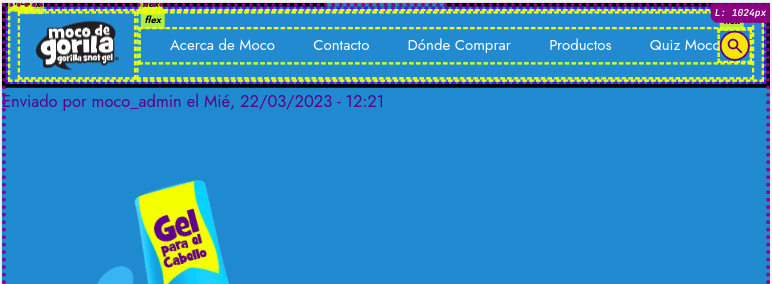 flex
L: 1024px
moco de
gorila
gorilla snot gel
Acerca de Moco
Contacto
Dónde Comprar
Productos
Quiz Moco
Enviado por moco_admin el Mié, 22/03/2023 - 12:21
Gel
para el
Cabello